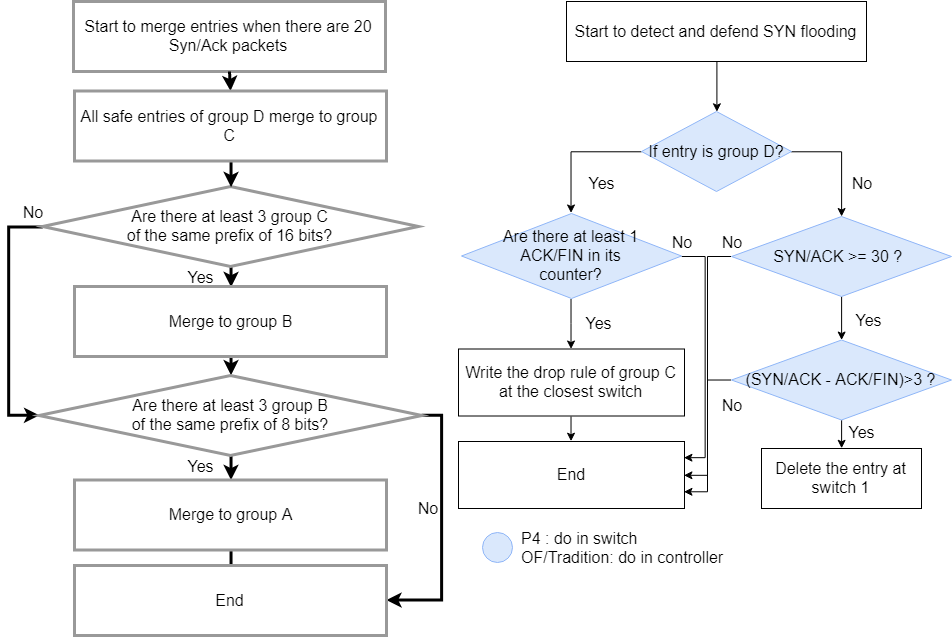 Start to merge entries when there are 20
Syn/Ack packets
All safe entries of group D merge to group
C
No
Are there at least 3 group C
of the same prefix of 16 bits?
Yes
Merge to group B
Are there at least 3 group B
of the same prefix of 8 bits?
Yes
No
Merge to group A
End
Start to detect and defend SYN flooding
If entry is group D?
Yes
No
Are there at least 1
ACK/FIN in its
counter?
No
No
SYN/ACK >= 30 ?
Yes
Yes
Write the drop rule of group C
at the closest switch
(SYN/ACK - ACK/FIN)>3 ?
No
Yes
End
Delete the entry at
switch 1
P4 : do in switch
OF/Tradition: do in controller